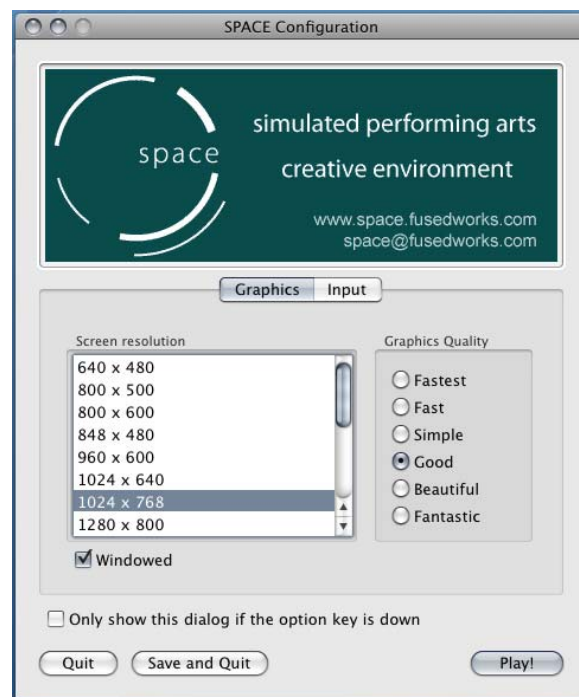 SPACE Configuration
space
simulated performing arts
creative environment
www.space.fusedworks.com
space@fusedworks.com
Graphics
Input
Screen resolution
640 x 480
800 x 500
800 x 600
848 x 480
960 x 600
1024 x 640
1024 x 768
1280 x 800
Windowed
Graphics Quality
Fastest
Fast
Simple
Good
Beautiful
Fantastic
Only show this dialog if the option key is down
Quit
Save and Quit
Play!